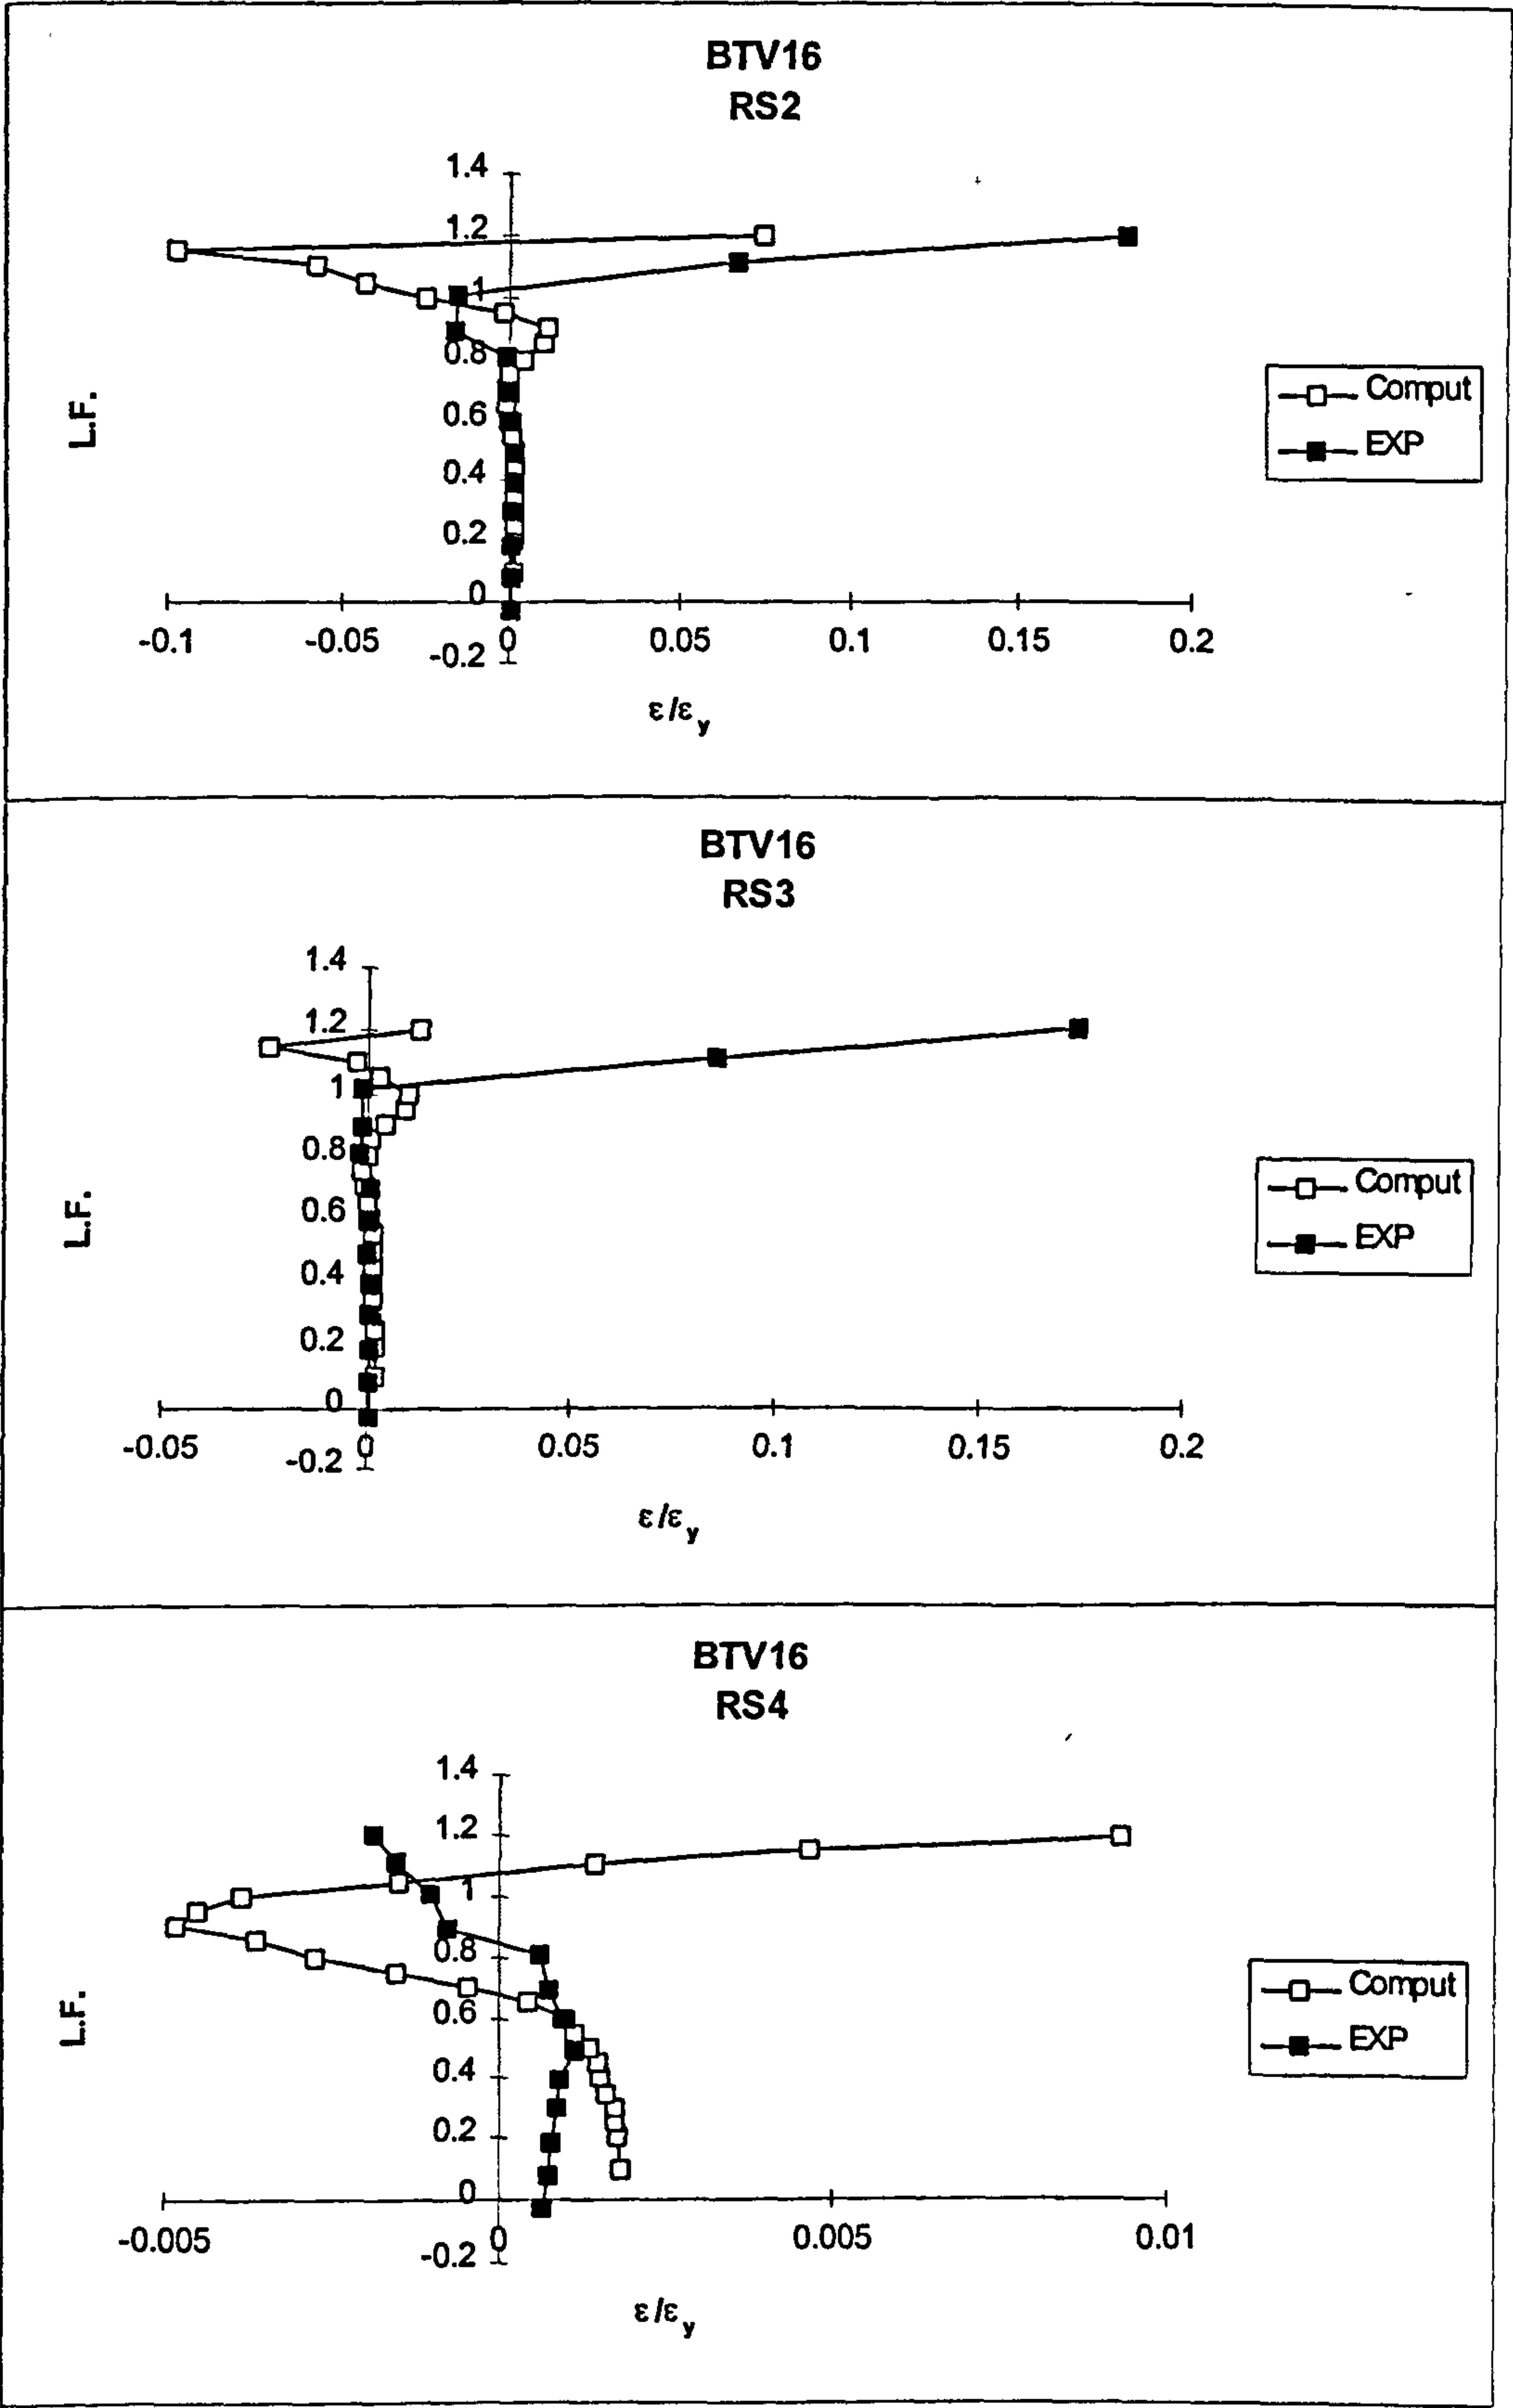 BTV16
RS2
1.4
1.2
1
0.8
0.6
0.4
0.2
0
-0.2
-0.1 -0.05 0 0.05 0.1 0.15 0.2
L.F.
ε/εy
Comput
EXP
BTV16
RS3
1.4
1.2
1
0.8
0.6
0.4
0.2
0
-0.2
-0.05 0 0.05 0.1 0.15 0.2
L.F.
ε/εy
Comput
EXP
BTV16
RS4
1.4
1.2
1
0.8
0.6
0.4
0.2
0
-0.2
-0.005 0 0.005 0.01
L.F.
ε/εy
Comput
EXP